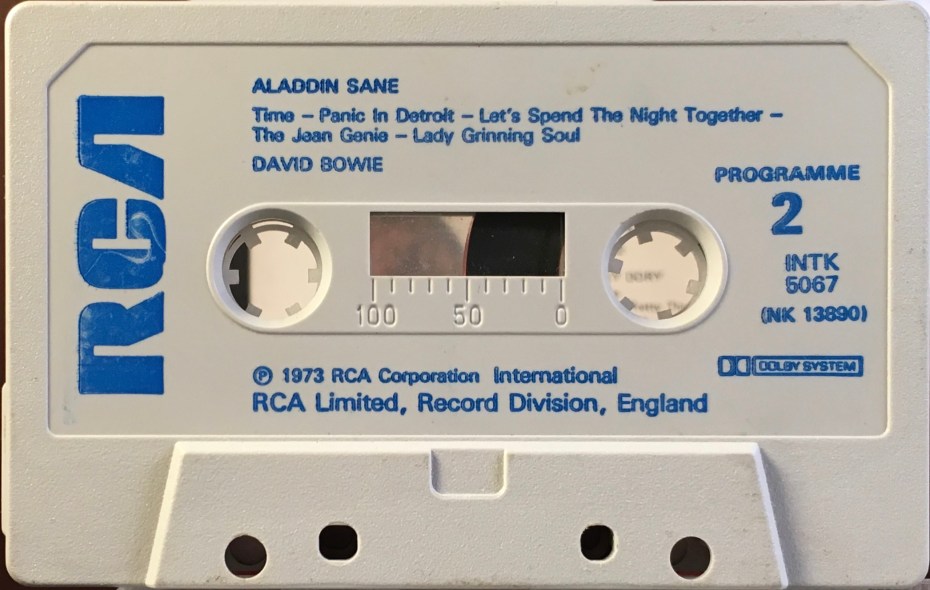 RCA
ALADDIN SANE
Time – Panic In Detroit – Let's Spend The Night Together –
The Jean Genie – Lady Grinning Soul
DAVID BOWIE
PROGRAMME
2
INTK
5067
(NK 13890)
100 50 0
DOLBY SYSTEM
Ⓟ 1973 RCA Corporation International
RCA Limited, Record Division, England